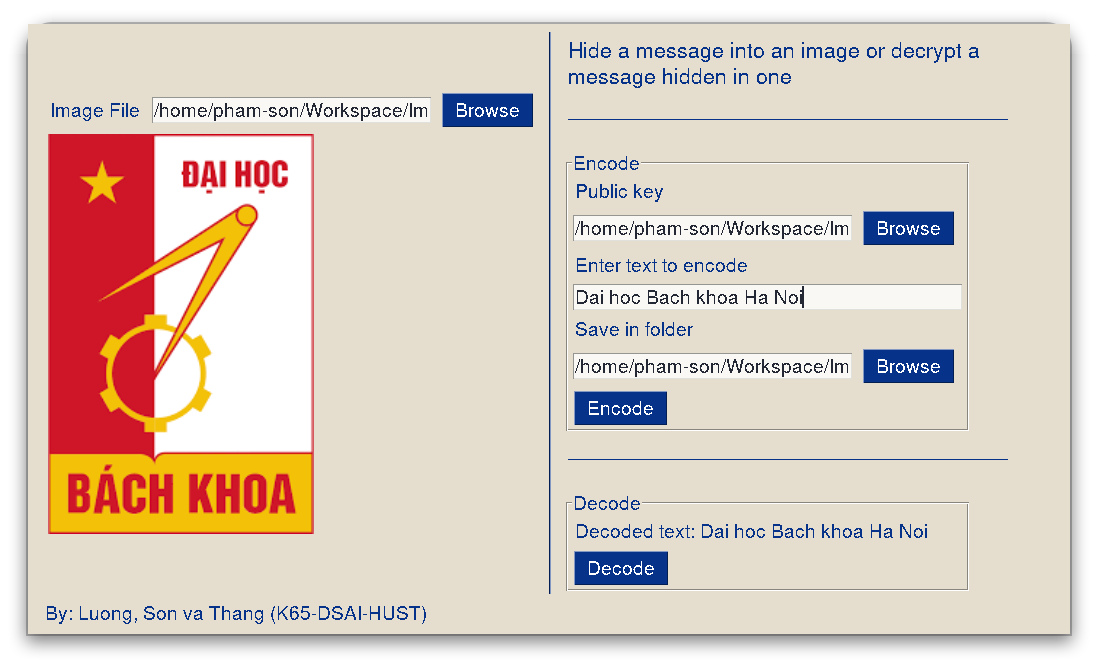 Image File /home/pham-son/Workspace/Im Browse
ĐẠI HỌC
BÁCH KHOA
By: Luong, Son va Thang (K65-DSAI-HUST)
Hide a message into an image or decrypt a
message hidden in one
Encode
Public key
/home/pham-son/Workspace/Im Browse
Enter text to encode
Dai hoc Bach khoa Ha Noi
Save in folder
/home/pham-son/Workspace/Im Browse
Encode
Decode
Decoded text: Dai hoc Bach khoa Ha Noi
Decode